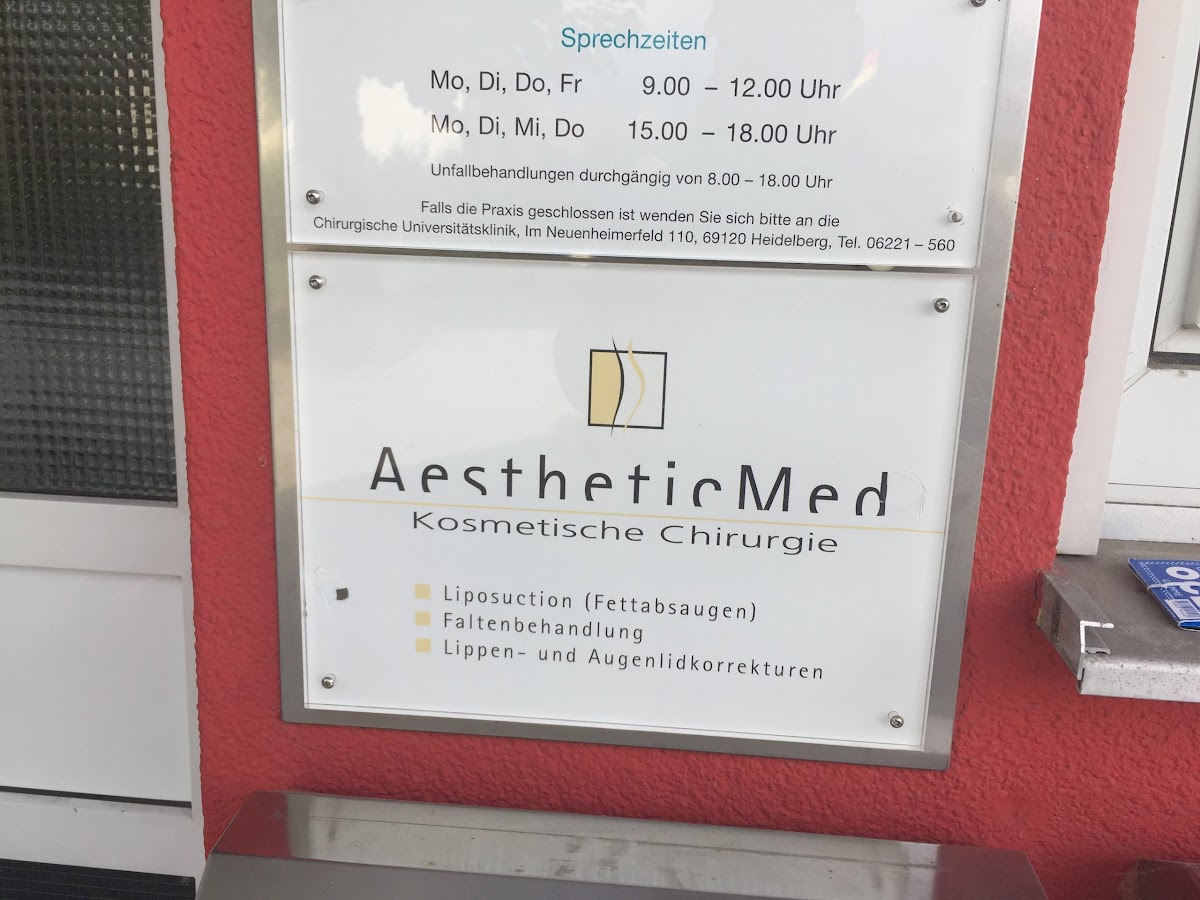 Sprechzeiten
Mo, Di, Do, Fr 9.00 – 12.00 Uhr
Mo, Di, Mi, Do 15.00 – 18.00 Uhr
Unfallbehandlungen durchgängig von 8.00 – 18.00 Uhr
Falls die Praxis geschlossen ist wenden Sie sich bitte an die
Chirurgische Universitätsklinik, Im Neuenheimerfeld 110, 69120 Heidelberg, Tel. 06221 – 560
AestheticMed
Kosmetische Chirurgie
Liposuction (Fettabsaugen)
Faltenbehandlung
Lippen- und Augenlidkorrekturen